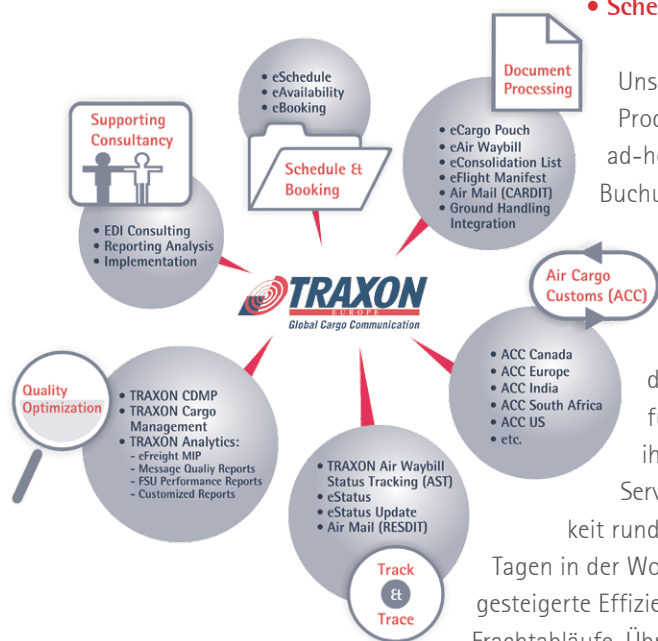 • Sche
• eSchedule
• eAvailability
• eBooking
Schedule &
Booking
Document
Processing
• eCargo Pouch
• eAir Waybill
• eConsolidation List
• eFlight Manifest
• Air Mail (CARDIT)
• Ground Handling
Integration
Supporting
Consultancy
• EDI Consulting
• Reporting Analysis
• Implementation
TRAXON
EUROPE
Global Cargo Communication
Air Cargo
Customs (ACC)
• ACC Canada
• ACC Europe
• ACC India
• ACC South Africa
• ACC US
• etc.
Quality
Optimization
• TRAXON CDMP
• TRAXON Cargo
Management
• TRAXON Analytics:
- eFreight MIP
- Message Qualiy Reports
- FSU Performance Reports
- Customized Reports
• TRAXON Air Waybill
Status Tracking (AST)
• eStatus
• eStatus Update
• Air Mail (RESDIT)
Track
&
Trace
Uns
Proc
ad-h
Buchu
d
fu
ih
Serv
keit rund
Tagen in der Wo
gesteigerte Effizie
Frachtabläufe. Üb